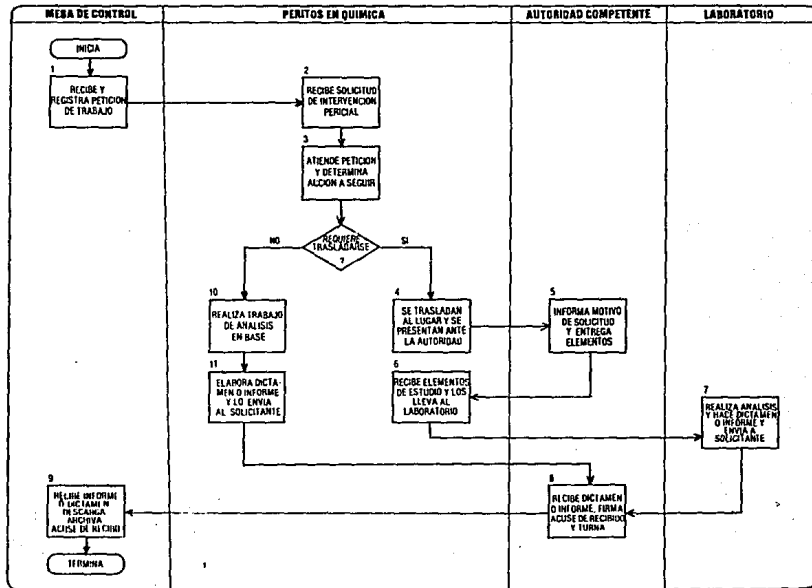 MESA DE CONTROL
PERITOS EN QUIMICA
AUTORIDAD COMPETENTE
LABORATORIO
INICIA
1
RECIBE Y
REGISTRA PETICION
DE TRABAJO
2
RECIBE SOLICITUD
DE INTERVENCION
PERICIAL
3
ATIENDE PETICION
Y DETERMINA
ACCION A SEGUIR
REQUIERE
TRASLADARSE
?
NO
SI
10
REALIZA TRABAJO
DE ANALISIS
EN BASE
4
SE TRASLADAN
AL LUGAR Y SE
PRESENTAN ANTE
LA AUTORIDAD
5
INFORMA MOTIVO
DE SOLICITUD
Y ENTREGA
ELEMENTOS
11
ELABORA DICTA-
MEN O INFORME
Y LO ENVIA
AL SOLICITANTE
6
RECIBE ELEMENTOS
DE ESTUDIO Y LOS
LLEVA AL
LABORATORIO
7
REALIZA ANALISIS
Y HACE DICTAMEN
O INFORME Y
ENVIA A
SOLICITANTE
9
RECIBE INFORME
O DICTAMEN
DESCARGA
ARCHIVA
ACUSE DE RECIBO
8
RECIBE DICTAMEN
O INFORME, FIRMA
ACUSE DE RECIBIDO
Y TURNA
TERMINA